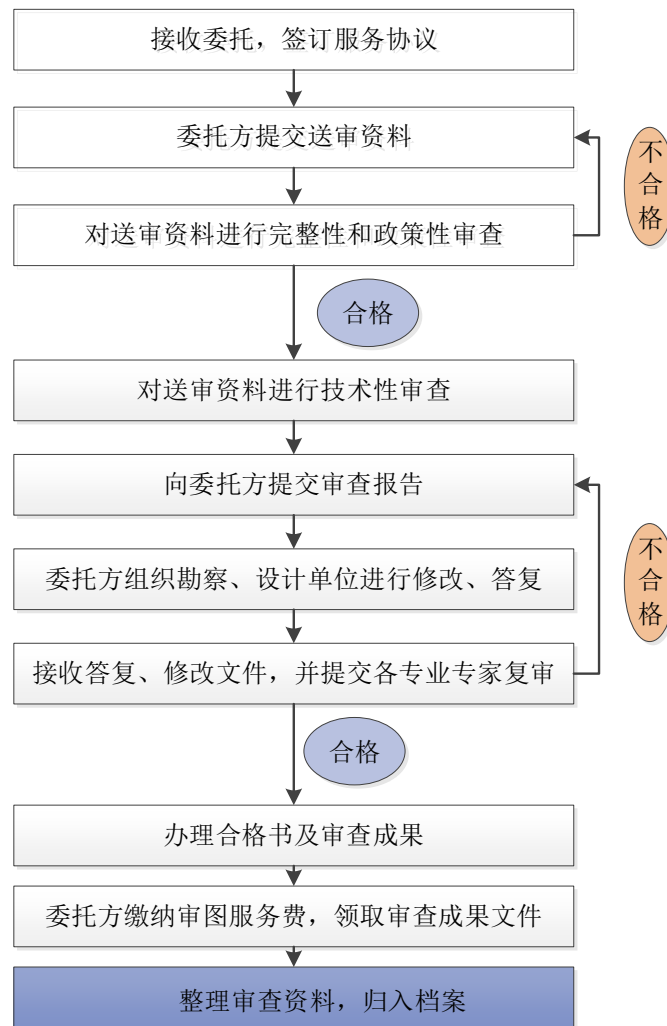 接收委托，签订服务协议
委托方提交送审资料
不合格
对送审资料进行完整性和政策性审查
合格
对送审资料进行技术性审查
向委托方提交审查报告
不合格
委托方组织勘察、设计单位进行修改、答复
接收答复、修改文件，并提交各专业专家复审
合格
办理合格书及审查成果
委托方缴纳审图服务费，领取审查成果文件
整理审查资料，归入档案